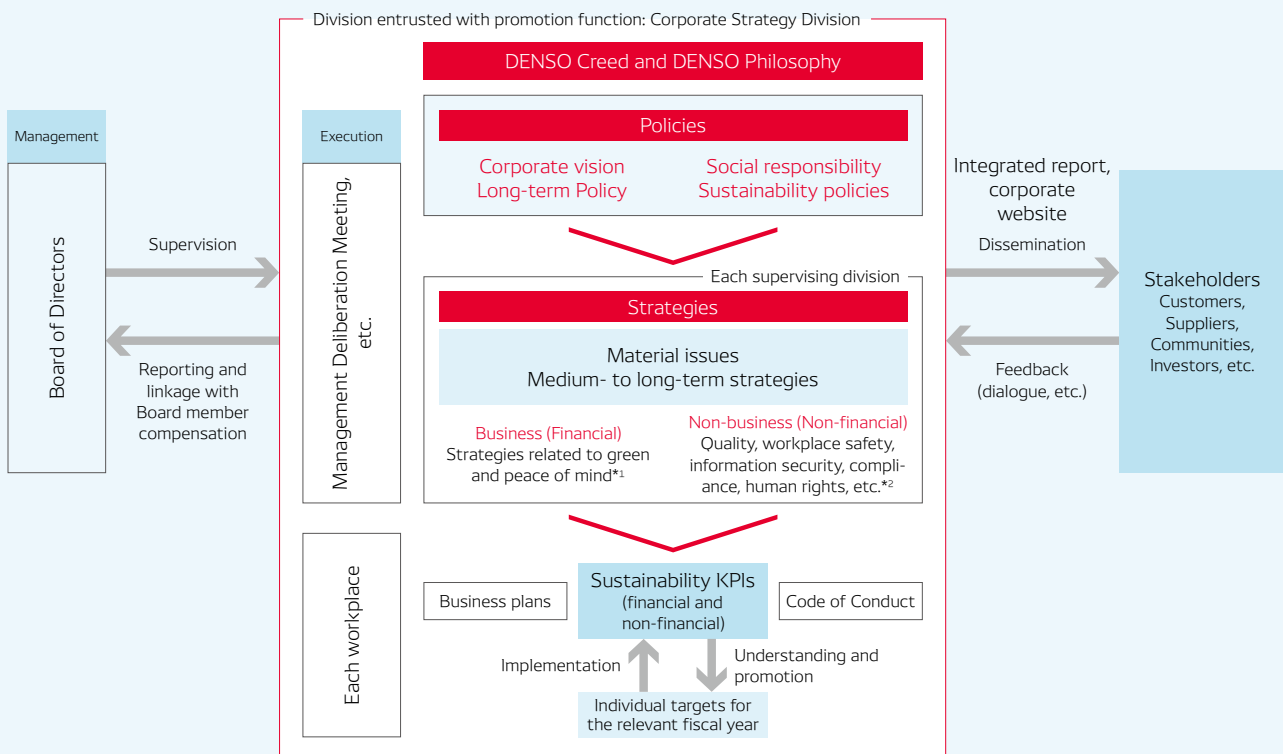 Division entrusted with promotion function: Corporate Strategy Division
DENSO Creed and DENSO Philosophy
Management
Board of Directors
Supervision
Reporting and
linkage with
Board member
compensation
Execution
Management Deliberation Meeting,
etc.
Policies
Corporate vision
Long-term Policy
Social responsibility
Sustainability policies
Each supervising division
Strategies
Material issues
Medium- to long-term strategies
Business (Financial)
Strategies related to green
and peace of mind*1
Non-business (Non-financial)
Quality, workplace safety,
information security, compli-
ance, human rights, etc.*2
Each workplace
Business plans
Sustainability KPIs
(financial and
non-financial)
Code of Conduct
Implementation
Understanding and
promotion
Individual targets for
the relevant fiscal year
Integrated report,
corporate
website
Dissemination
Feedback
(dialogue, etc.)
Stakeholders
Customers,
Suppliers,
Communities,
Investors, etc.